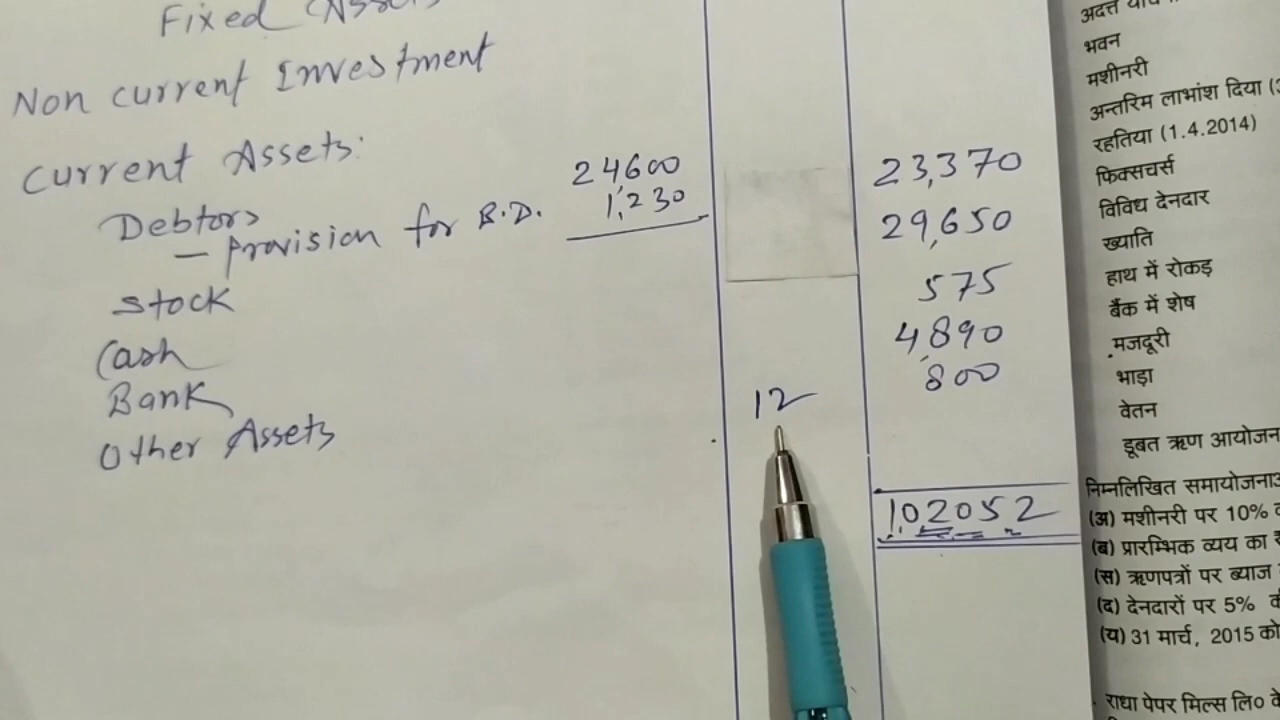 Fixed Assets
Non current Investment
Current Assets:
Debtors 24600 23,370
- Provision for B.D. 1,230
Stock 29,650
Cash 575
Bank 4,890
Other Assets 12 800
102052
अदत्त
भवन
मशीनरी
अन्तरिम लाभांश दिया
रहतिया (1.4.2014)
फिक्सचर्स
विविध देनदार
ख्याति
हाथ में रोकड़
बैंक में शेष
मजदूरी
भाड़ा
वेतन
डूबत ऋण आयोजन
निम्नलिखित
(अ) मशीनरी पर 10%
(ब) प्रारम्भिक व्यय का
(स) ऋणपत्रों पर ब्याज
(द) देनदारों पर 5%
(य) 31 मार्च, 2015 को
राधा पेपर मिल्स लि० के